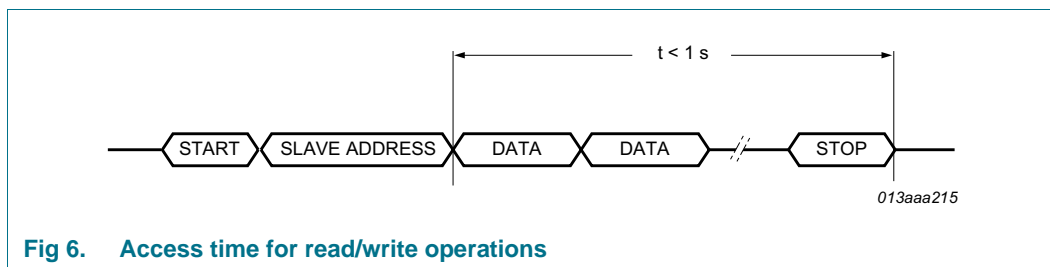 t < 1 s
START SLAVE ADDRESS DATA DATA STOP
013aaa215
Fig 6. Access time for read/write operations